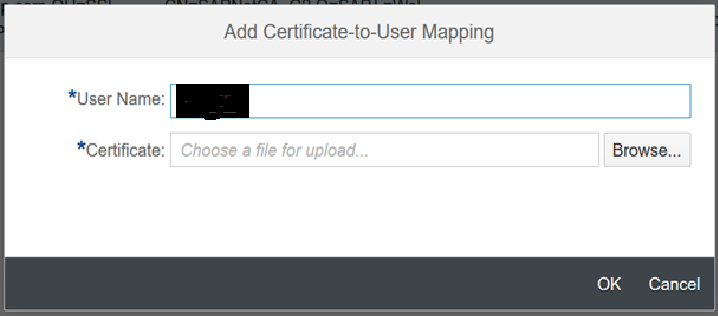 Add Certificate-to-User Mapping
*User Name:
*Certificate: Choose a file for upload... Browse...
OK Cancel